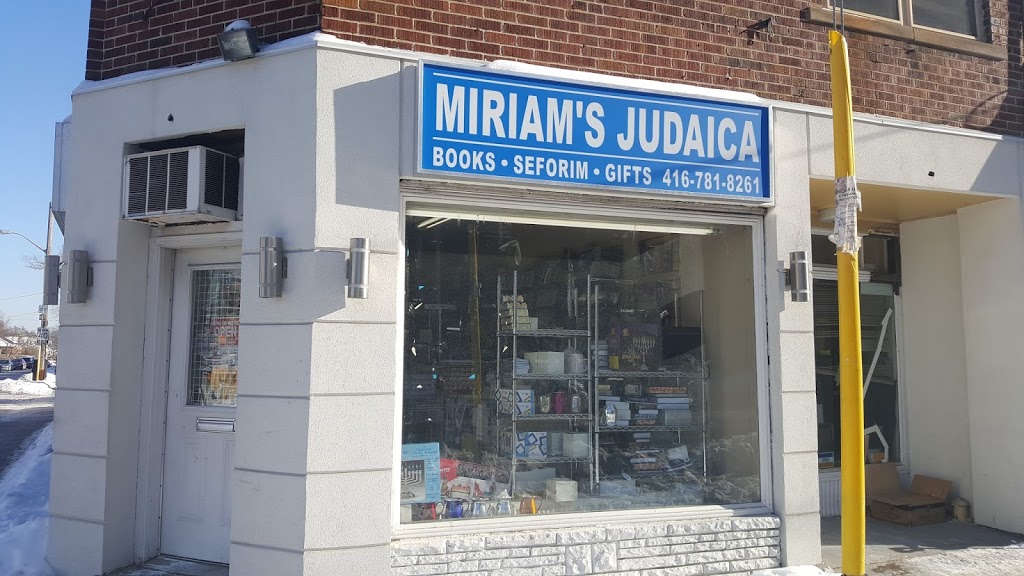 MIRIAM'S JUDAICA
BOOKS • SEFORIM • GIFTS 416-781-8261